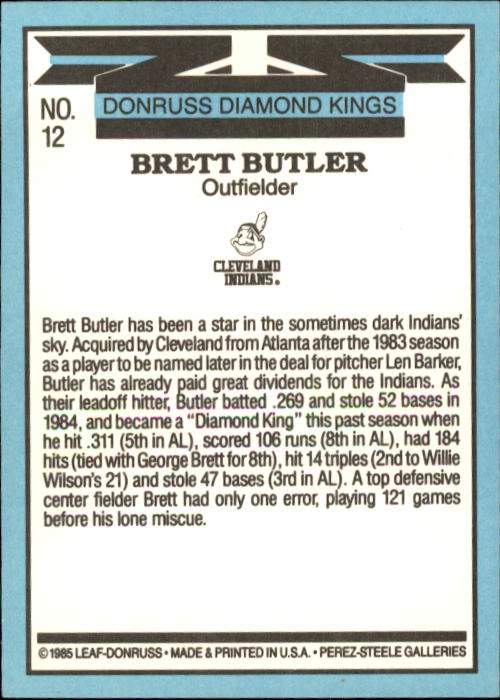 NO.
12
DONRUSS DIAMOND KINGS
BRETT BUTLER
Outfielder
CLEVELAND
INDIANS®
Brett Butler has been a star in the sometimes dark Indians'
sky. Acquired by Cleveland from Atlanta after the 1983 season
as a player to be named later in the deal for pitcher Len Barker,
Butler has already paid great dividends for the Indians. As
their leadoff hitter, Butler batted .269 and stole 52 bases in
1984, and became a "Diamond King" this past season when
he hit .311 (5th in AL), scored 106 runs (8th in AL), had 184
hits (tied with George Brett for 8th), hit 14 triples (2nd to Willie
Wilson's 21) and stole 47 bases (3rd in AL). A top defensive
center fielder Brett had only one error, playing 121 games
before his lone miscue.
©1985 LEAF-DONRUSS • MADE & PRINTED IN U.S.A. • PEREZ-STEELE GALLERIES